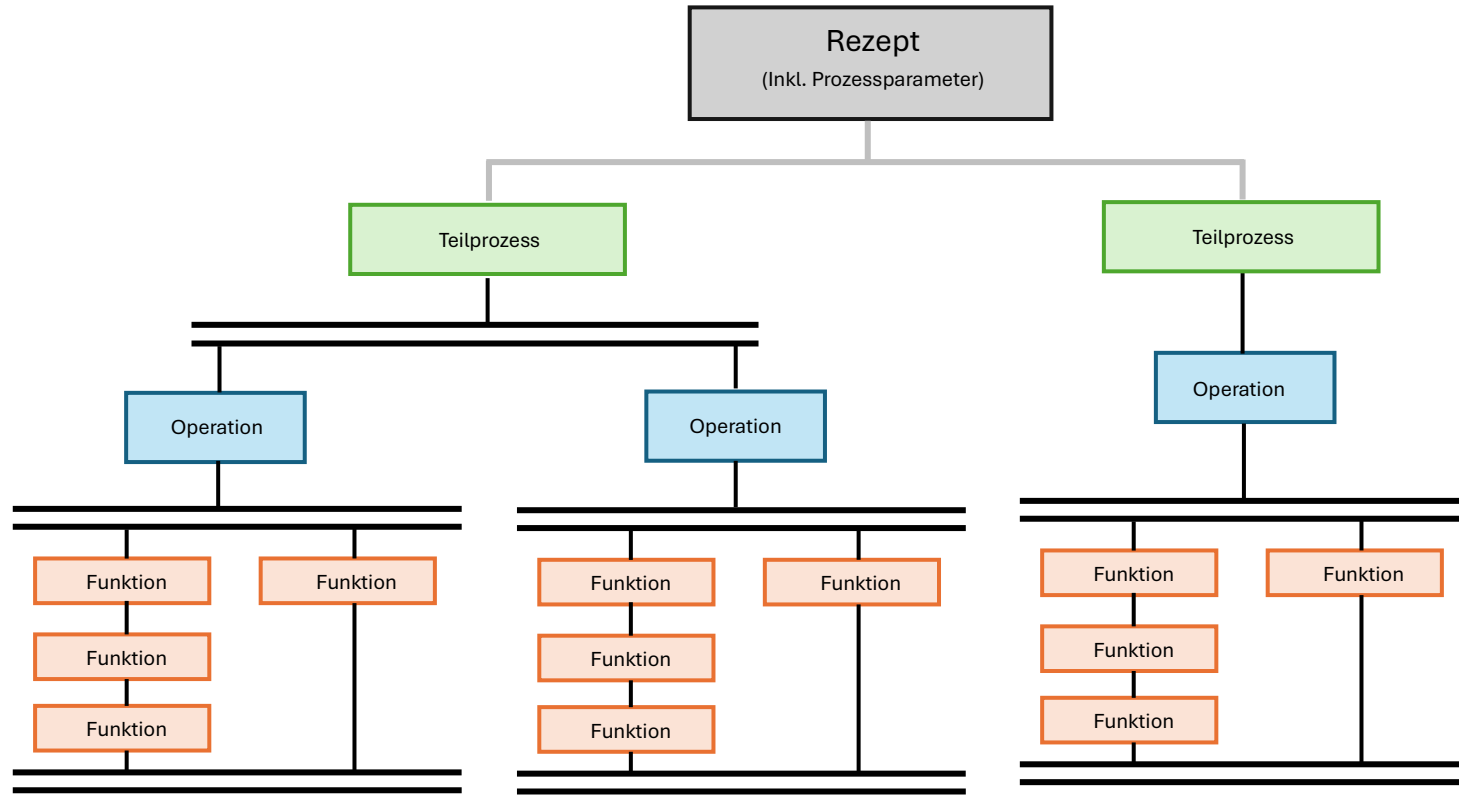 Rezept
(Inkl. Prozessparameter)
Teilprozess
Teilprozess
Operation
Operation
Operation
Funktion
Funktion
Funktion
Funktion
Funktion
Funktion
Funktion
Funktion
Funktion
Funktion
Funktion
Funktion